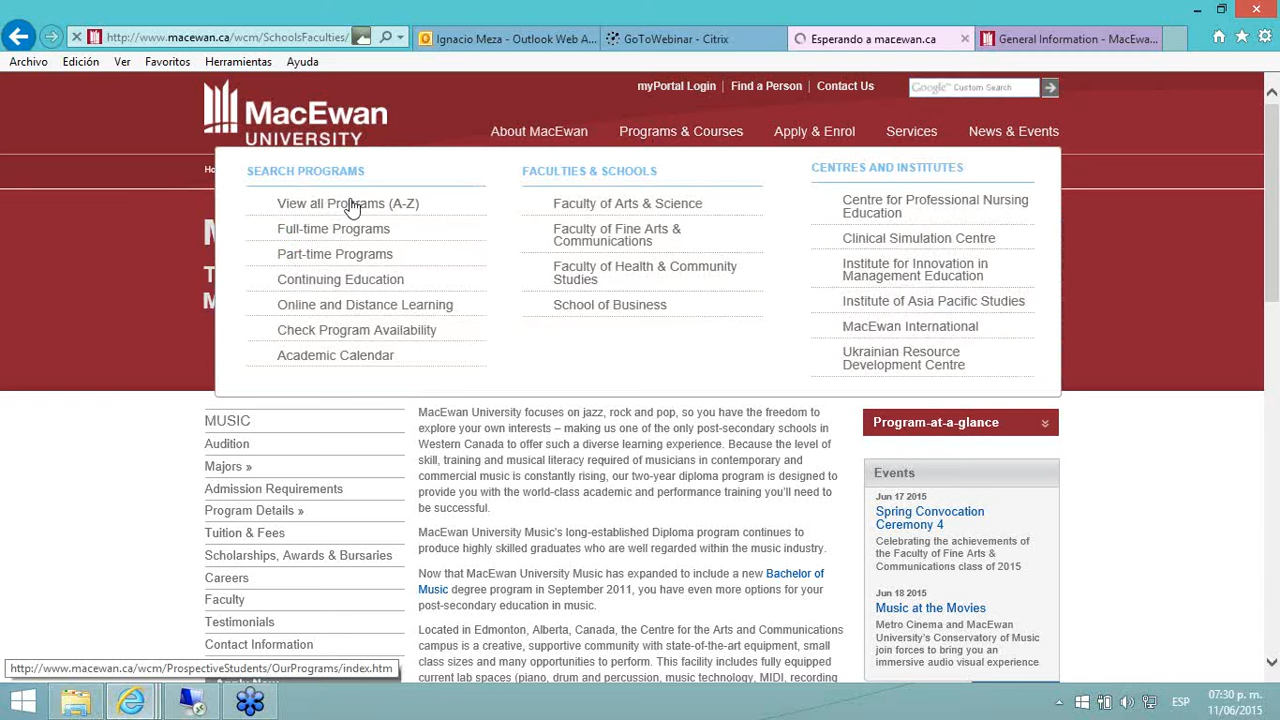 http://www.macewan.ca/wcm/SchoolsFaculties/
Ignacio Meza - Outlook Web A...
GoToWebinar - Citrix
Esperando a macewan.ca
General Information - MacEwa...
Archivo Edición Ver Favoritos Herramientas Ayuda
myPortal Login | Find a Person | Contact Us
Google™ Custom Search
MacEwan
UNIVERSITY
About MacEwan Programs & Courses Apply & Enrol Services News & Events
Ho
SEARCH PROGRAMS
View all Programs (A-Z)
Full-time Programs
Part-time Programs
Continuing Education
Online and Distance Learning
Check Program Availability
Academic Calendar
FACULTIES & SCHOOLS
Faculty of Arts & Science
Faculty of Fine Arts &
Communications
Faculty of Health & Community
Studies
School of Business
CENTRES AND INSTITUTES
Centre for Professional Nursing
Education
Clinical Simulation Centre
Institute for Innovation in
Management Education
Institute of Asia Pacific Studies
MacEwan International
Ukrainian Resource
Development Centre
M
T
M
MUSIC
Audition
Majors »
Admission Requirements
Program Details »
Tuition & Fees
Scholarships, Awards & Bursaries
Careers
Faculty
Testimonials
Contact Information
MacEwan University focuses on jazz, rock and pop, so you have the freedom to
explore your own interests – making us one of the only post-secondary schools in
Western Canada to offer such a diverse learning experience. Because the level of
skill, training and musical literacy required of musicians in contemporary and
commercial music is constantly rising, our two-year diploma program is designed to
provide you with the world-class academic and performance training you'll need to
be successful.
MacEwan University Music's long-established Diploma program continues to
produce highly skilled graduates who are well regarded within the music industry.
Now that MacEwan University Music has expanded to include a new Bachelor of
Music degree program in September 2011, you have even more options for your
post-secondary education in music.
Located in Edmonton, Alberta, Canada, the Centre for the Arts and Communications
campus is a creative, supportive community with state-of-the-art equipment, small
class sizes and many opportunities to perform. This facility includes fully equipped
current lab spaces (piano, drum and percussion, music technology, MIDI, recording
Program-at-a-glance
Events
Jun 17 2015
Spring Convocation
Ceremony 4
Celebrating the achievements of
the Faculty of Fine Arts &
Communications class of 2015
Jun 18 2015
Music at the Movies
Metro Cinema and MacEwan
University's Conservatory of Music
join forces to bring you an
immersive audio visual experience
http://www.macewan.ca/wcm/ProspectiveStudents/OurPrograms/index.htm
ESP
07:30 p. m.
11/06/2015